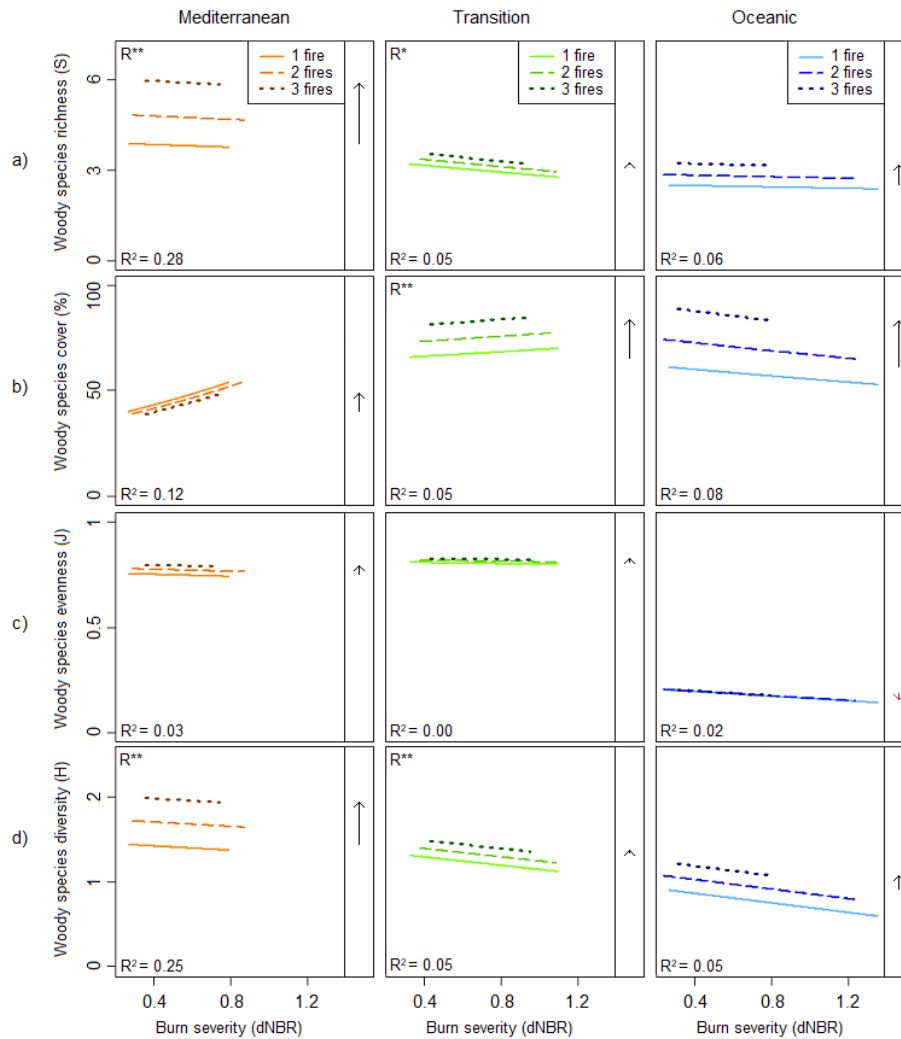 Mediterranean
Transition
Oceanic
a)
Woody species richness (S)
6
3
0
R**
1 fire
2 fires
3 fires
R² = 0.28
R*
1 fire
2 fires
3 fires
R² = 0.05
1 fire
2 fires
3 fires
R² = 0.06
b)
Woody species cover (%)
100
50
0
R² = 0.12
R**
R² = 0.05
R² = 0.08
c)
Woody species evenness (J)
1
0.5
0
R² = 0.03
R² = 0.00
R² = 0.02
d)
Woody species diversity (H)
2
1
0
R**
R² = 0.25
R**
R² = 0.05
R² = 0.05
0.4 0.8 1.2
Burn severity (dNBR)
0.4 0.8 1.2
Burn severity (dNBR)
0.4 0.8 1.2
Burn severity (dNBR)